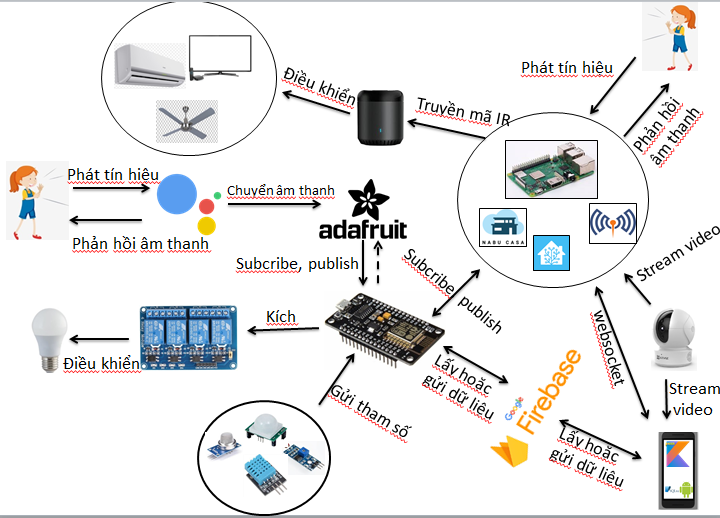 Phát tín hiệu
Phản hồi
âm thanh
Điều khiển
Truyền mã IR
Phát tín hiệu
Phản hồi âm thanh
Chuyển âm thanh
adafruit
NABU CASA
Subcribe, publish
Subcribe, publish
Stream video
Kích
Điều khiển
websocket
Lấy hoặc
gửi dữ liệu
Gửi tham số
Google
Firebase
Stream
video
Lấy hoặc
gửi dữ liệu